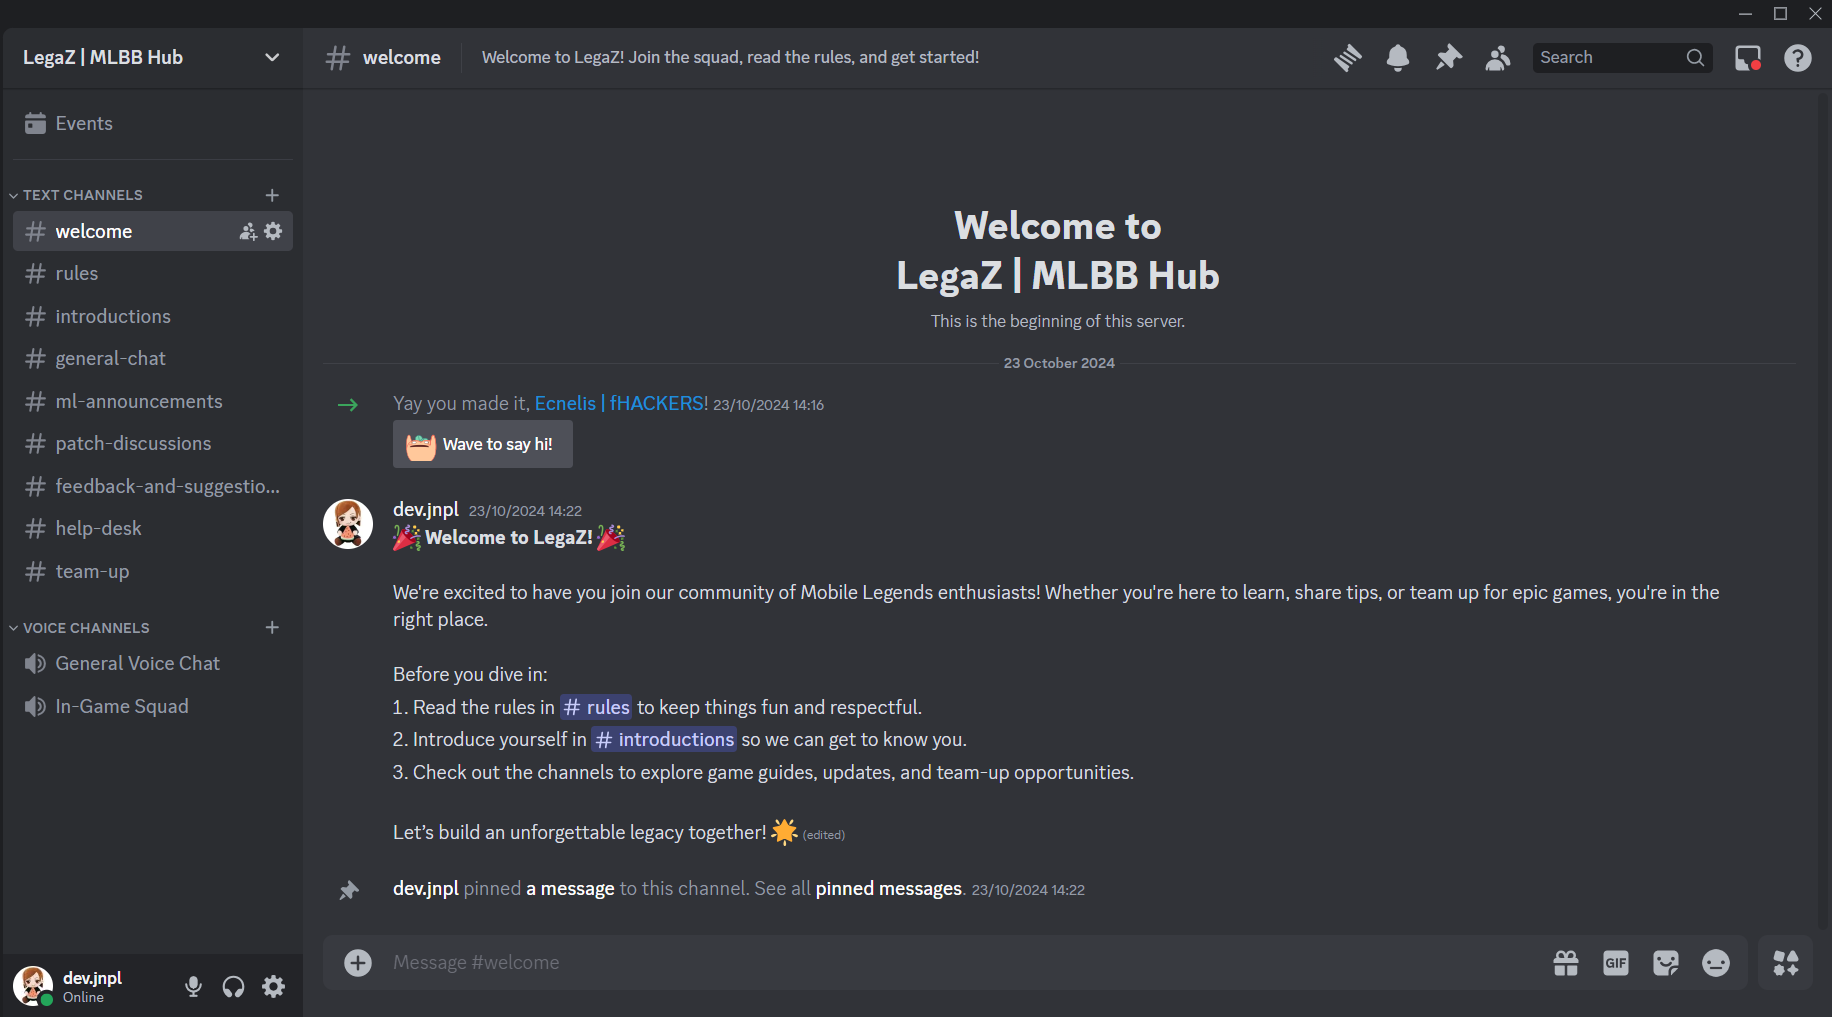 LegaZ | MLBB Hub
Events
TEXT CHANNELS
welcome
rules
introductions
general-chat
ml-announcements
patch-discussions
feedback-and-suggestio...
help-desk
team-up
VOICE CHANNELS
General Voice Chat
In-Game Squad
dev.jnpl
Online
# welcome
Welcome to LegaZ! Join the squad, read the rules, and get started!
Search
Welcome to
LegaZ | MLBB Hub
This is the beginning of this server.
23 October 2024
Yay you made it, Ecnelis | fHACKERS! 23/10/2024 14:16
Wave to say hi!
dev.jnpl 23/10/2024 14:22
🎉 Welcome to LegaZ! 🎉
We're excited to have you join our community of Mobile Legends enthusiasts! Whether you're here to learn, share tips, or team up for epic games, you're in the
right place.
Before you dive in:
1. Read the rules in # rules to keep things fun and respectful.
2. Introduce yourself in # introductions so we can get to know you.
3. Check out the channels to explore game guides, updates, and team-up opportunities.
Let’s build an unforgettable legacy together! 🌟 (edited)
dev.jnpl pinned a message to this channel. See all pinned messages. 23/10/2024 14:22
Message #welcome
GIF